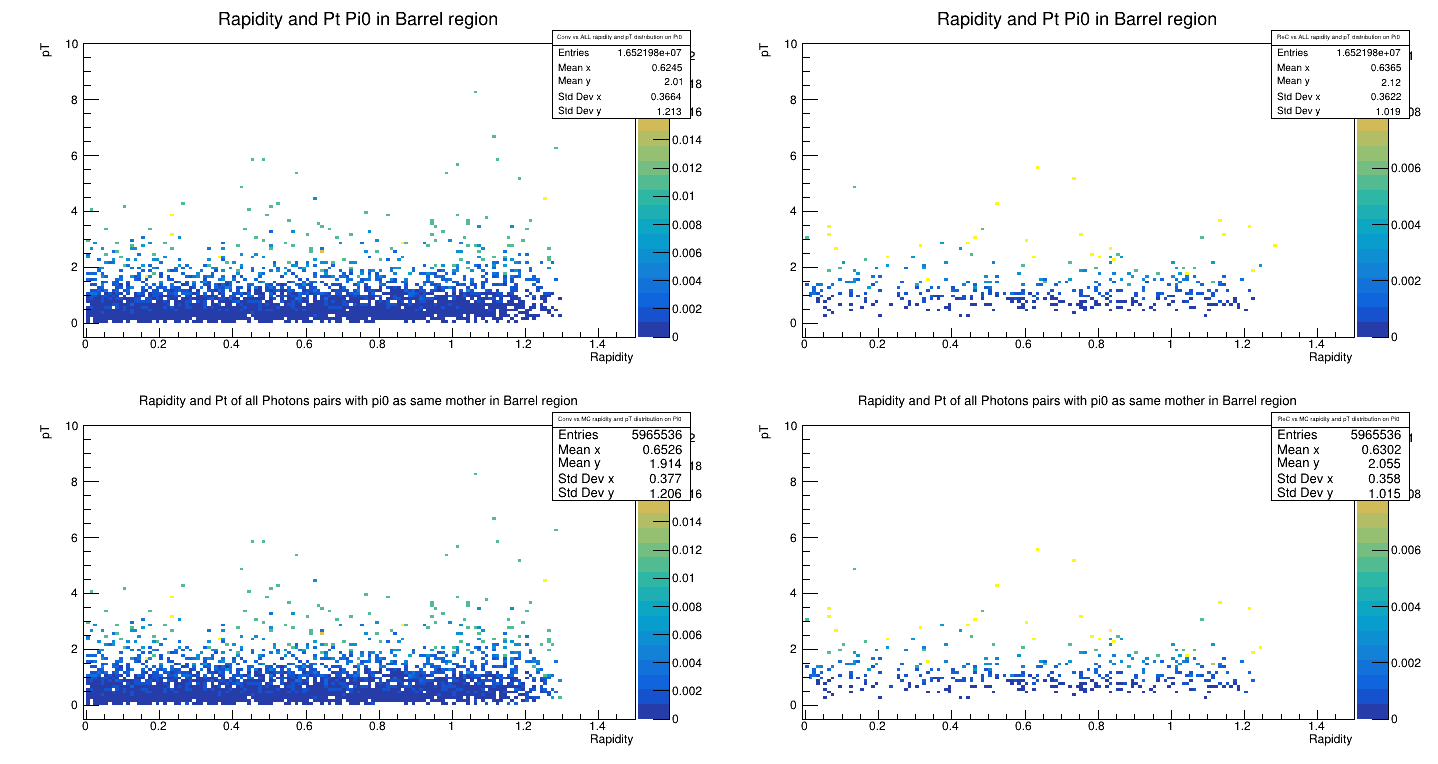 Rapidity and Pt Pi0 in Barrel region
Conv vs ALL rapidity and pT distribution on Pi0
Entries 1.652198e+07
Mean x 0.6245
Mean y 2.01
Std Dev x 0.3664
Std Dev y 1.213
pT
10
8
6
4
2
0
0 0.2 0.4 0.6 0.8 1 1.2 1.4
Rapidity
2
18
16
0.014
0.012
0.01
0.008
0.006
0.004
0.002
0
Rapidity and Pt Pi0 in Barrel region
ReC vs ALL rapidity and pT distribution on Pi0
Entries 1.652198e+07
Mean x 0.6365
Mean y 2.12
Std Dev x 0.3622
Std Dev y 1.019
pT
10
8
6
4
2
0
0 0.2 0.4 0.6 0.8 1 1.2 1.4
Rapidity
1
08
0.006
0.004
0.002
0
Rapidity and Pt of all Photons pairs with pi0 as same mother in Barrel region
Conv vs MC rapidity and pT distribution on Pi0
Entries 5965536
Mean x 0.6526
Mean y 1.914
Std Dev x 0.377
Std Dev y 1.206
pT
10
8
6
4
2
0
0 0.2 0.4 0.6 0.8 1 1.2 1.4
Rapidity
2
18
16
0.014
0.012
0.01
0.008
0.006
0.004
0.002
0
Rapidity and Pt of all Photons pairs with pi0 as same mother in Barrel region
ReC vs MC rapidity and pT distribution on Pi0
Entries 5965536
Mean x 0.6302
Mean y 2.055
Std Dev x 0.358
Std Dev y 1.015
pT
10
8
6
4
2
0
0 0.2 0.4 0.6 0.8 1 1.2 1.4
Rapidity
1
08
0.006
0.004
0.002
0